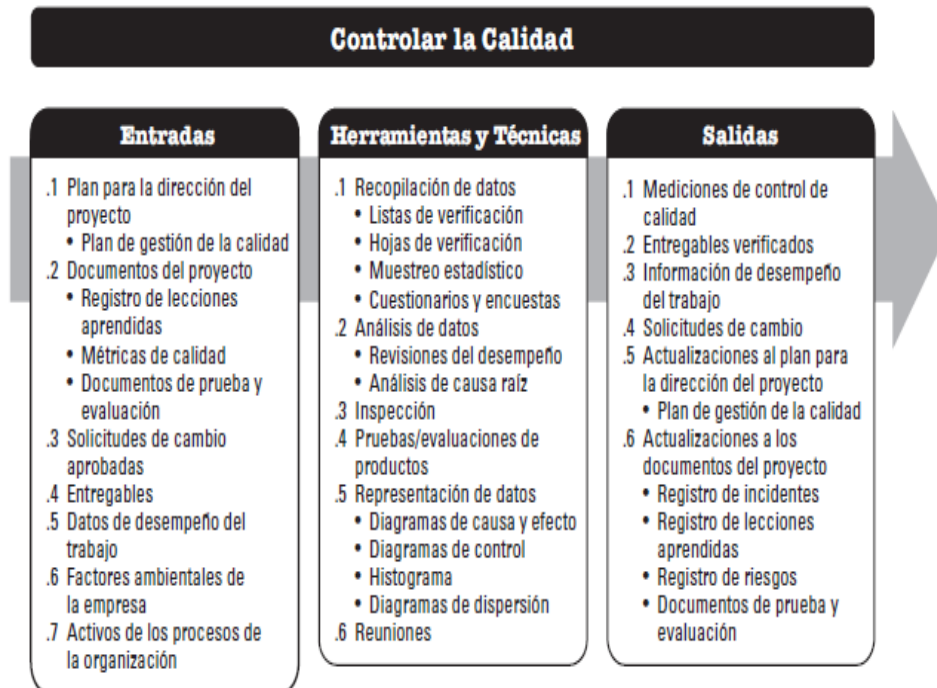 Controlar la Calidad
Entradas
.1 Plan para la dirección del
proyecto
• Plan de gestión de la calidad
.2 Documentos del proyecto
• Registro de lecciones
aprendidas
• Métricas de calidad
• Documentos de prueba y
evaluación
.3 Solicitudes de cambio
aprobadas
.4 Entregables
.5 Datos de desempeño del
trabajo
.6 Factores ambientales de
la empresa
.7 Activos de los procesos de
la organización
Herramientas y Técnicas
.1 Recopilación de datos
• Listas de verificación
• Hojas de verificación
• Muestreo estadístico
• Cuestionarios y encuestas
.2 Análisis de datos
• Revisiones del desempeño
• Análisis de causa raíz
.3 Inspección
.4 Pruebas/evaluaciones de
productos
.5 Representación de datos
• Diagramas de causa y efecto
• Diagramas de control
• Histograma
• Diagramas de dispersión
.6 Reuniones
Salidas
.1 Mediciones de control de
calidad
.2 Entregables verificados
.3 Información de desempeño
del trabajo
.4 Solicitudes de cambio
.5 Actualizaciones al plan para
la dirección del proyecto
• Plan de gestión de la calidad
.6 Actualizaciones a los
documentos del proyecto
• Registro de incidentes
• Registro de lecciones
aprendidas
• Registro de riesgos
• Documentos de prueba y
evaluación